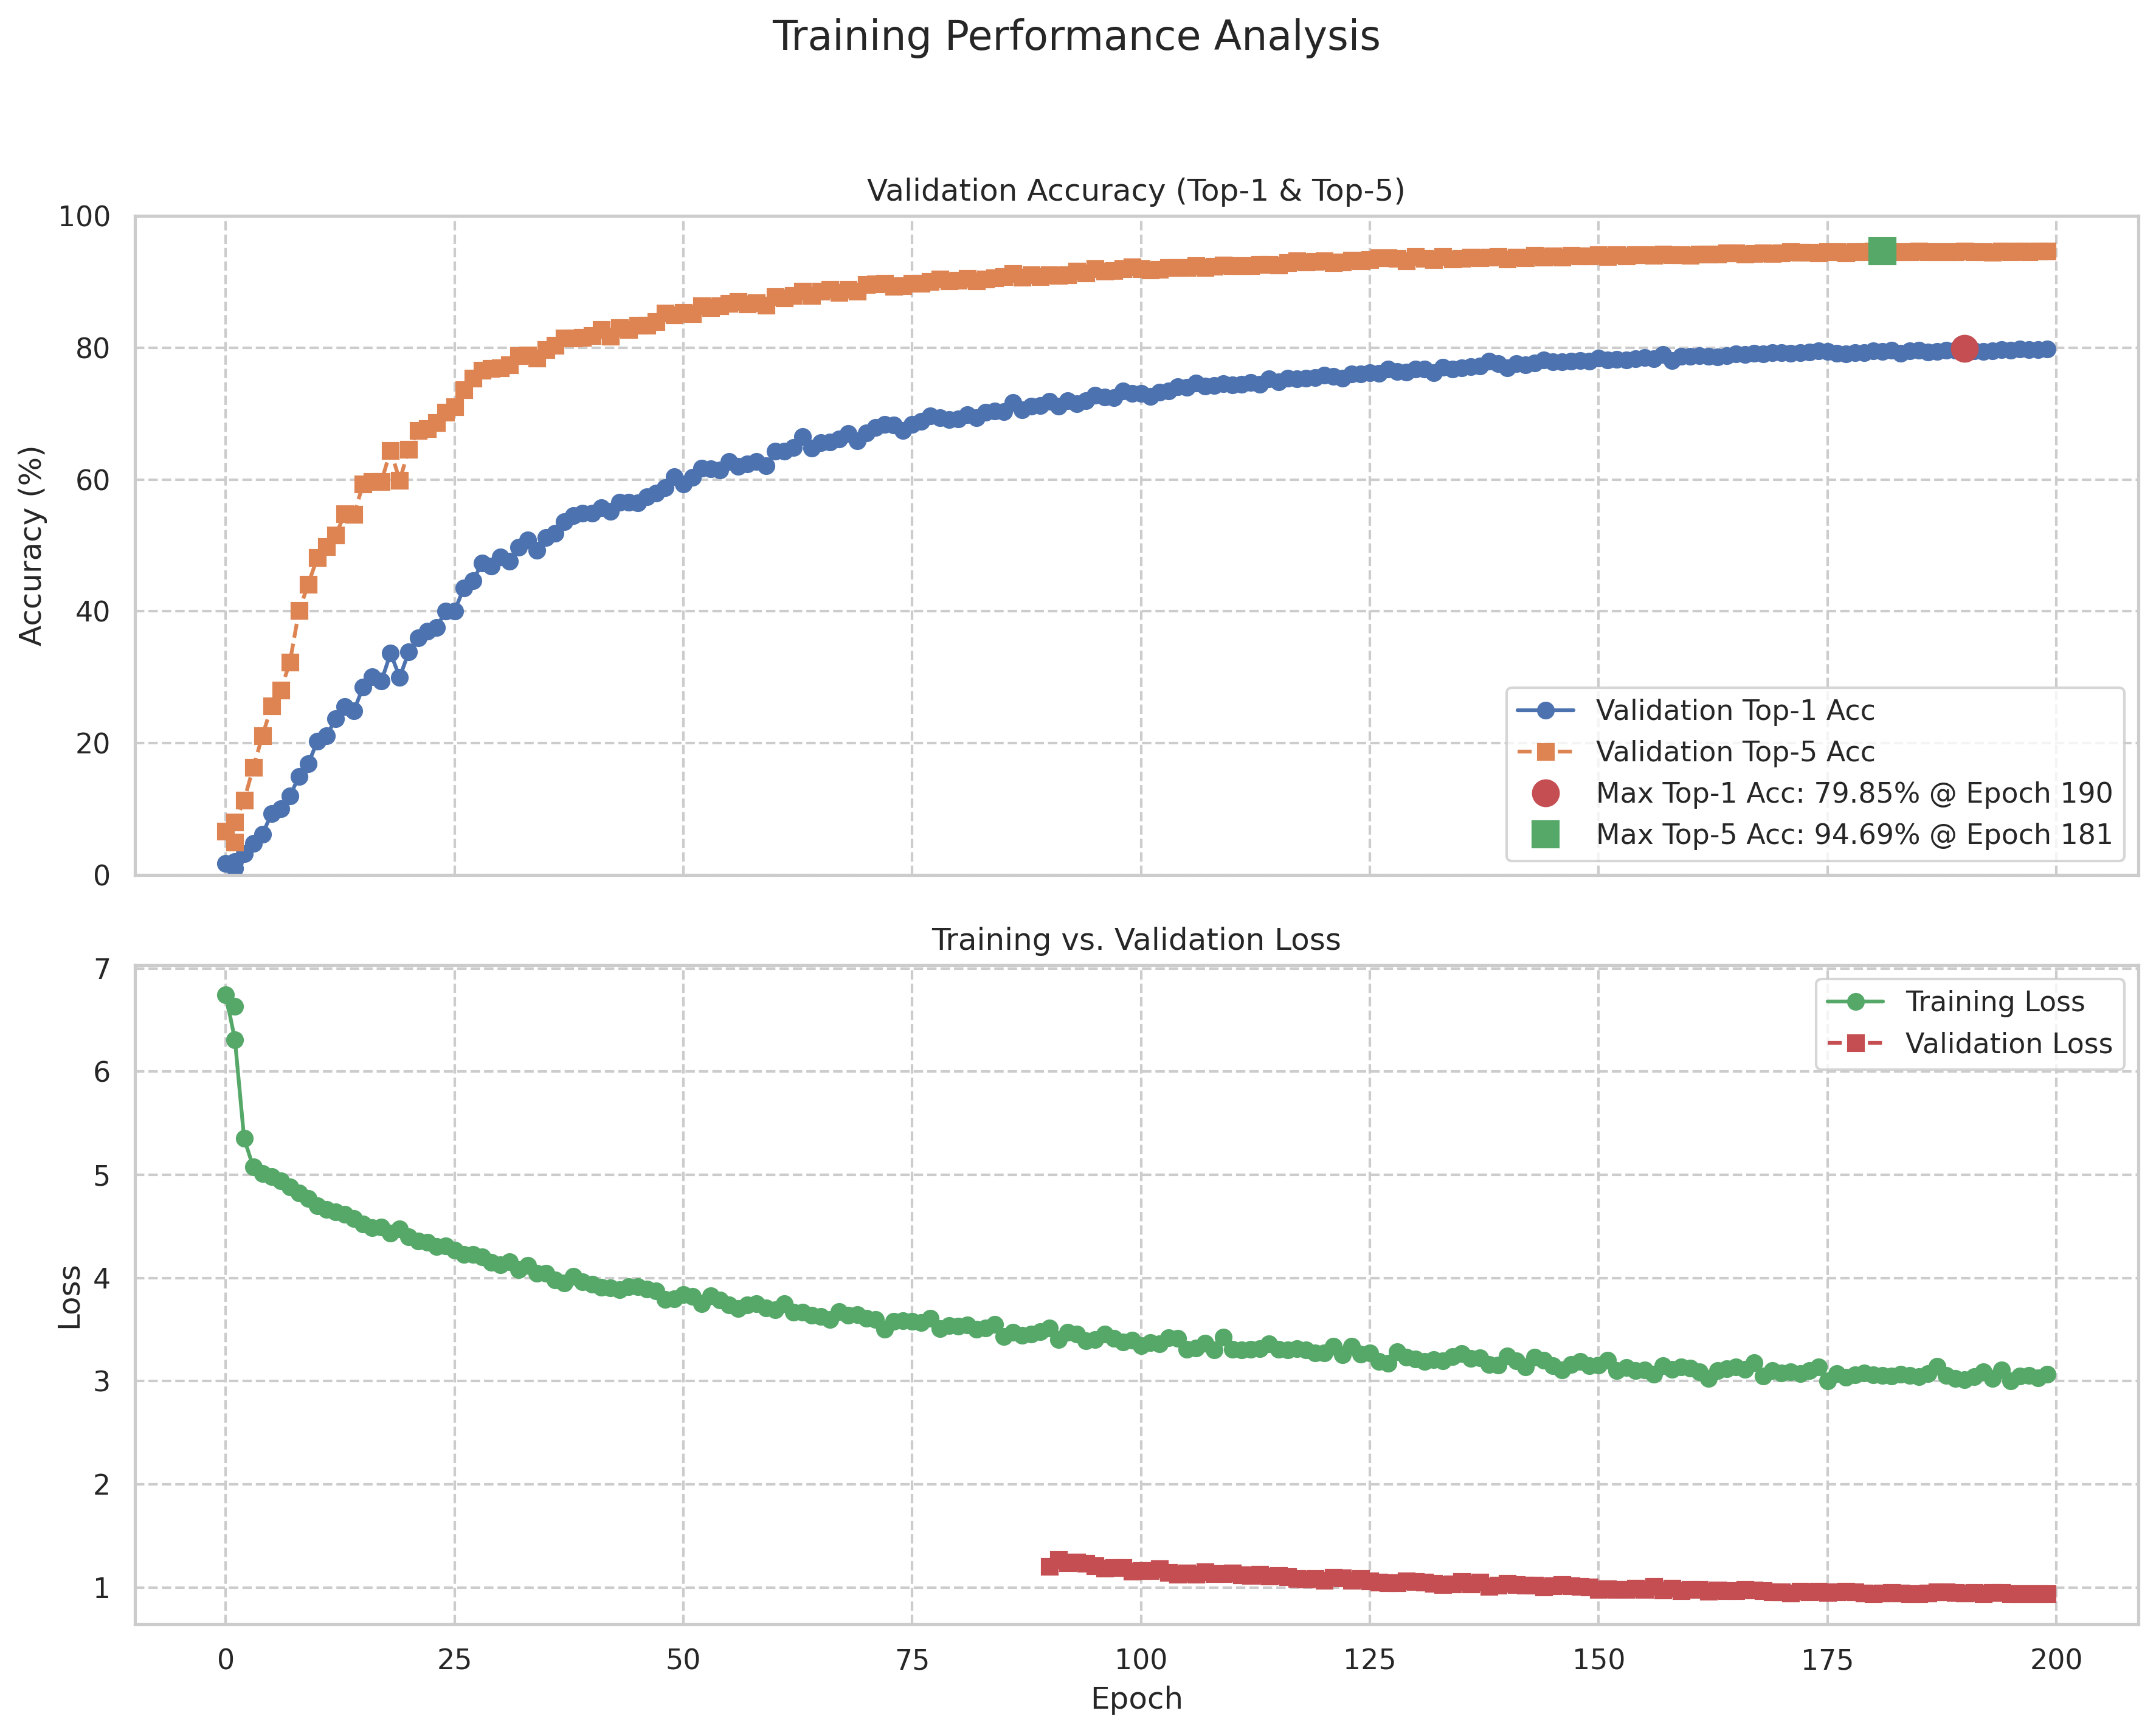 Training Performance Analysis
Validation Accuracy (Top-1 & Top-5)
100
80
60
40
20
0
Accuracy (%)
Validation Top-1 Acc
Validation Top-5 Acc
Max Top-1 Acc: 79.85% @ Epoch 190
Max Top-5 Acc: 94.69% @ Epoch 181
Training vs. Validation Loss
7
6
5
4
3
2
1
Loss
Training Loss
Validation Loss
0 25 50 75 100 125 150 175 200
Epoch